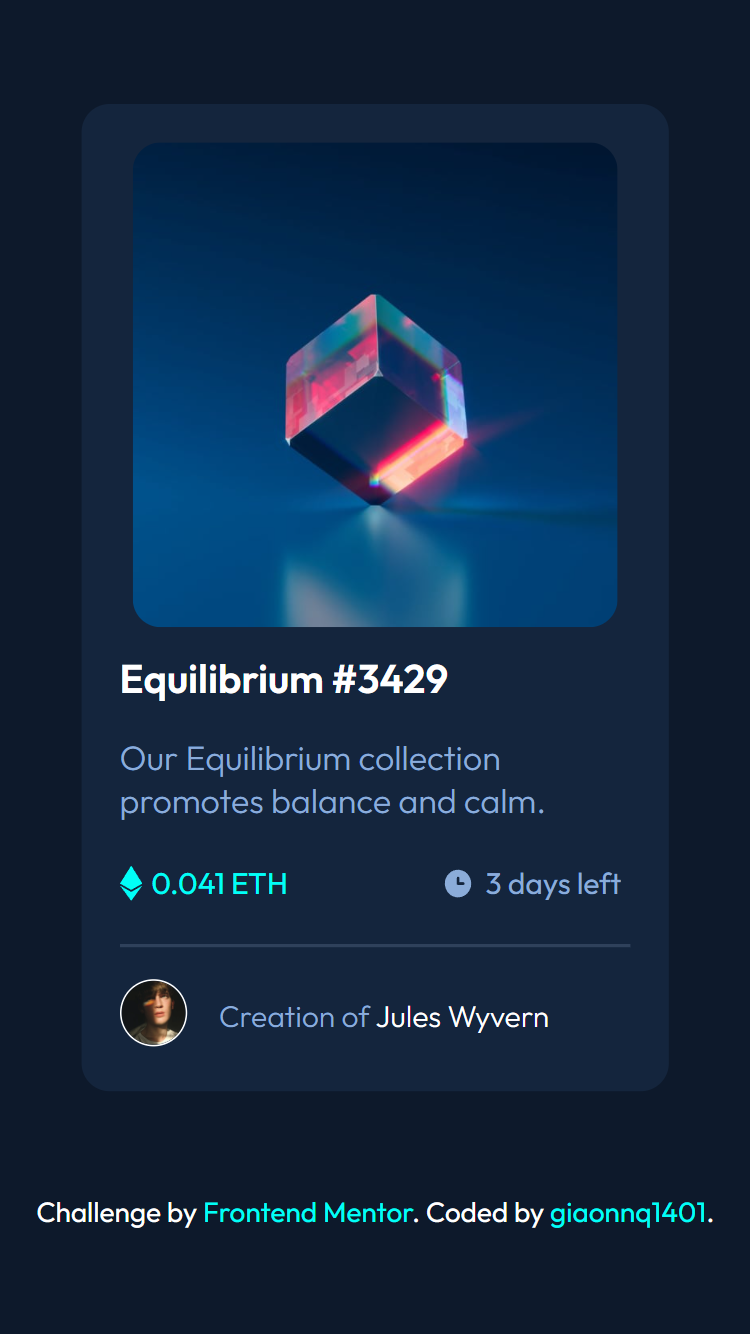 Equilibrium #3429
Our Equilibrium collection
promotes balance and calm.
0.041 ETH
3 days left
Creation of Jules Wyvern
Challenge by Frontend Mentor. Coded by giaonnq1401.